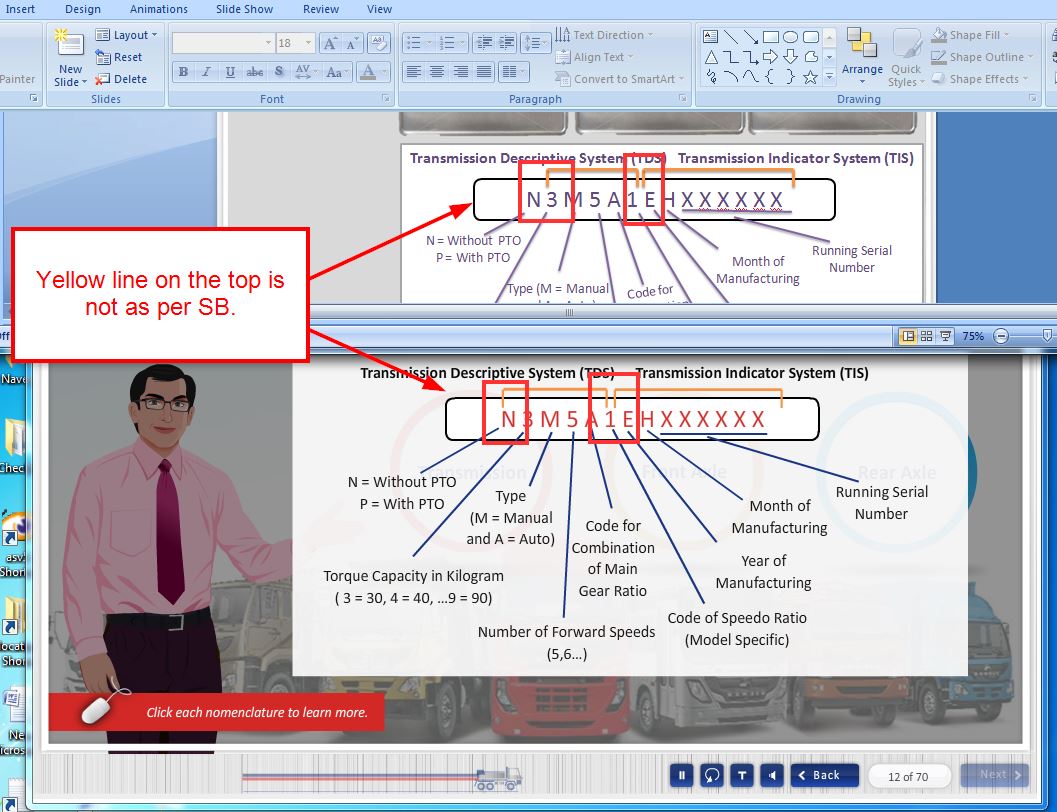 Insert Design Animations Slide Show Review View
Layout
18
Text Direction
Shape Fill
New Slide
Reset
Align Text
Arrange
Quick Styles
Shape Outline
Painter
Delete
B I U abc S AV Aa A
Convert to SmartArt
Shape Effects
Slides Font Paragraph Drawing
Transmission Descriptive System (TDS) Transmission Indicator System (TIS)
N 3 M 5 A 1 E H X X X X X X
N = Without PTO
P = With PTO
Month of
Manufacturing
Running Serial
Number
Type (M = Manual
Code for
Yellow line on the top is
not as per SB.
75%
Transmission Descriptive System (TDS) Transmission Indicator System (TIS)
N 3 M 5 A 1 E H X X X X X X
Transmission Front Axle Rear Axle
N = Without PTO
P = With PTO
Type
(M = Manual
and A = Auto)
Code for
Combination
of Main
Gear Ratio
Month of
Manufacturing
Running Serial
Number
Year of
Manufacturing
Torque Capacity in Kilogram
( 3 = 30, 4 = 40, ...9 = 90)
Number of Forward Speeds
(5,6...)
Code of Speedo Ratio
(Model Specific)
Click each nomenclature to learn more.
T
Back
12 of 70
Next